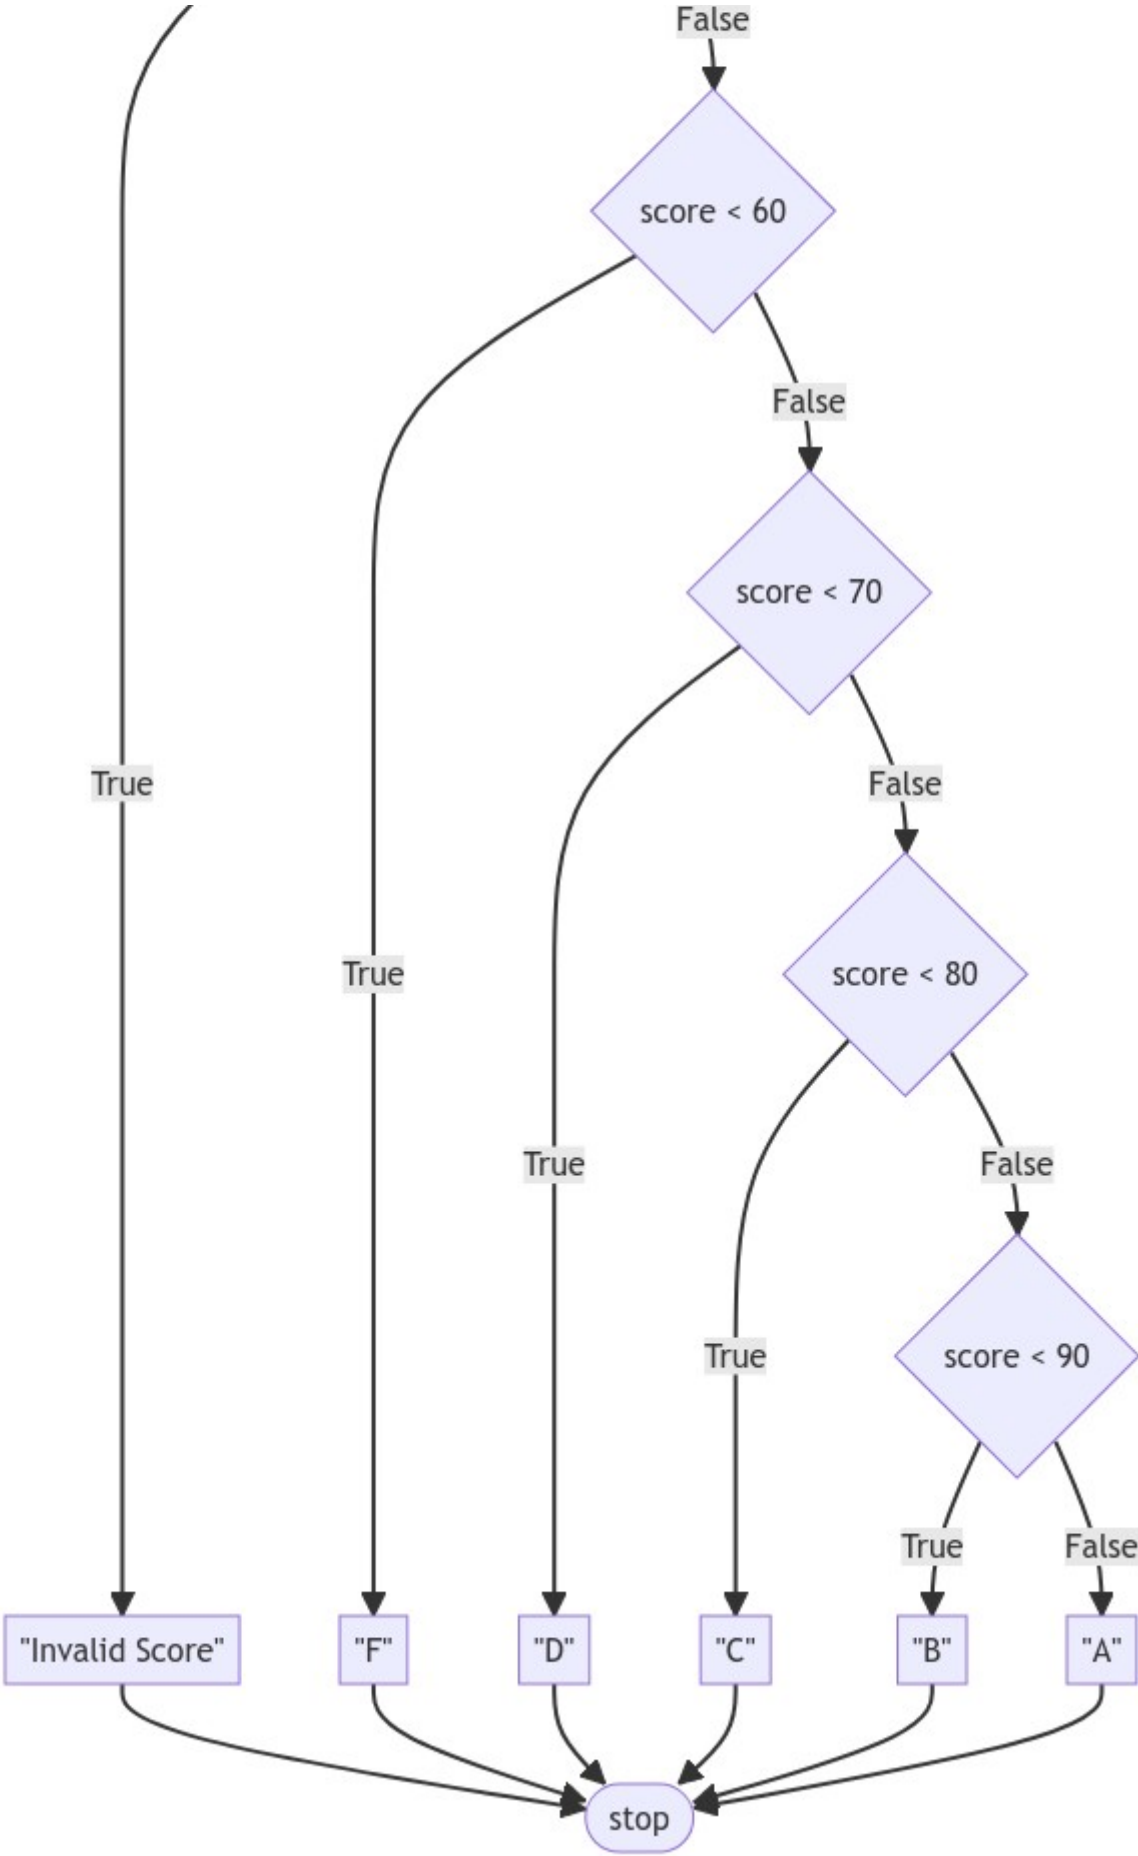 False
score < 60
False
score < 70
True
False
True
score < 80
True
False
True
score < 90
True
False
"Invalid Score"
"F"
"D"
"C"
"B"
"A"
stop